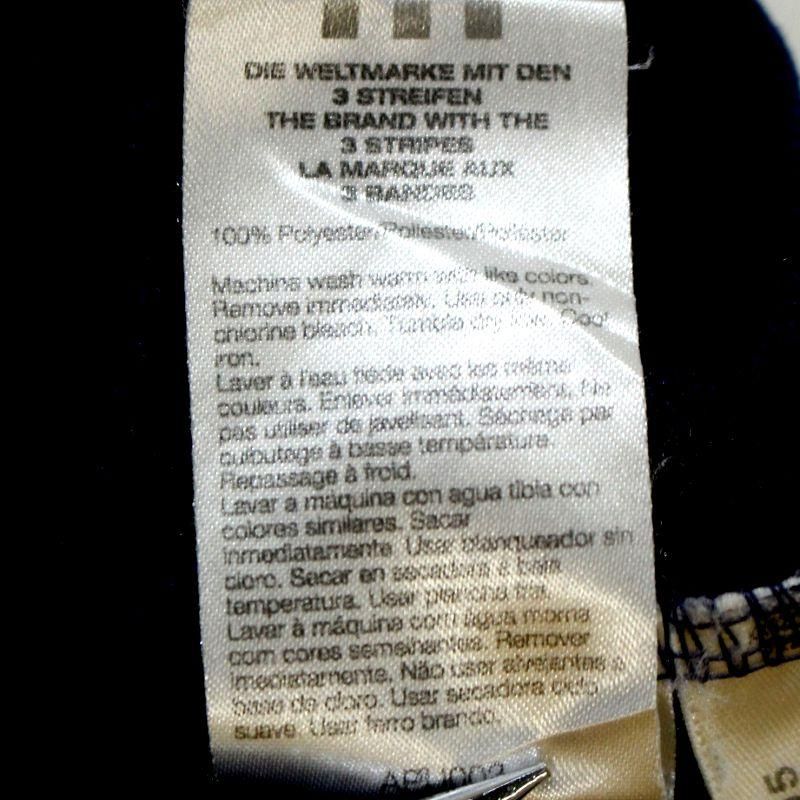 DIE WELTMARKE MIT DEN
3 STREIFEN
THE BRAND WITH THE
3 STRIPES
LA MARQUE AUX
3 BANDES
100% Polyester/Poliester/Poliéster
Machine wash warm with like colors.
Remove immediately. Use only non-
chlorine bleach. Tumble dry low. Cool
iron.
Laver à l'eau tiède avec les même
couleurs. Enlever immédiatement. Ne
pas utiliser de javellisant. Séchage par
culbutage à basse température.
Repassage à froid.
Lavar a máquina con agua tibia con
colores similares. Sacar
inmediatamente. Usar blanqueador sin
cloro. Sacar en secadora a baja
temperatura. Usar plancha fria.
Lavar à máquina com água morna
com cores semelhantes. Remover
imediatamente. Não usar alvejantes a
base de cloro. Usar secadora ciclo
suave. Usar ferro brando.
5